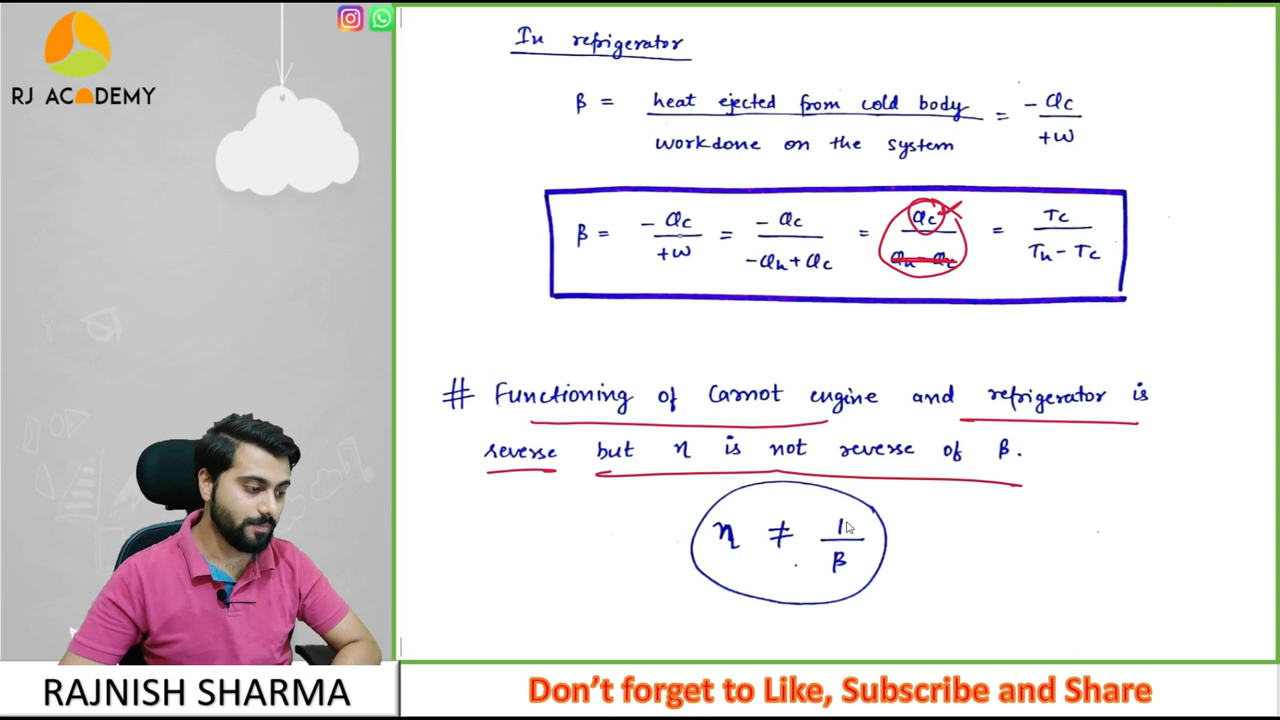 RJ ACADEMY
In refrigerator
β = heat ejected from cold body / workdone on the system = -Qc / +W
β = -Qc / +W = -Qc / -Qh + Qc = Qc / Qh - Qc = Tc / Th - Tc
# Functioning of Carnot engine and refrigerator is
reverse but η is not reverse of β.
η ≠ 1 / β
RAJNISH SHARMA
Don't forget to Like, Subscribe and Share